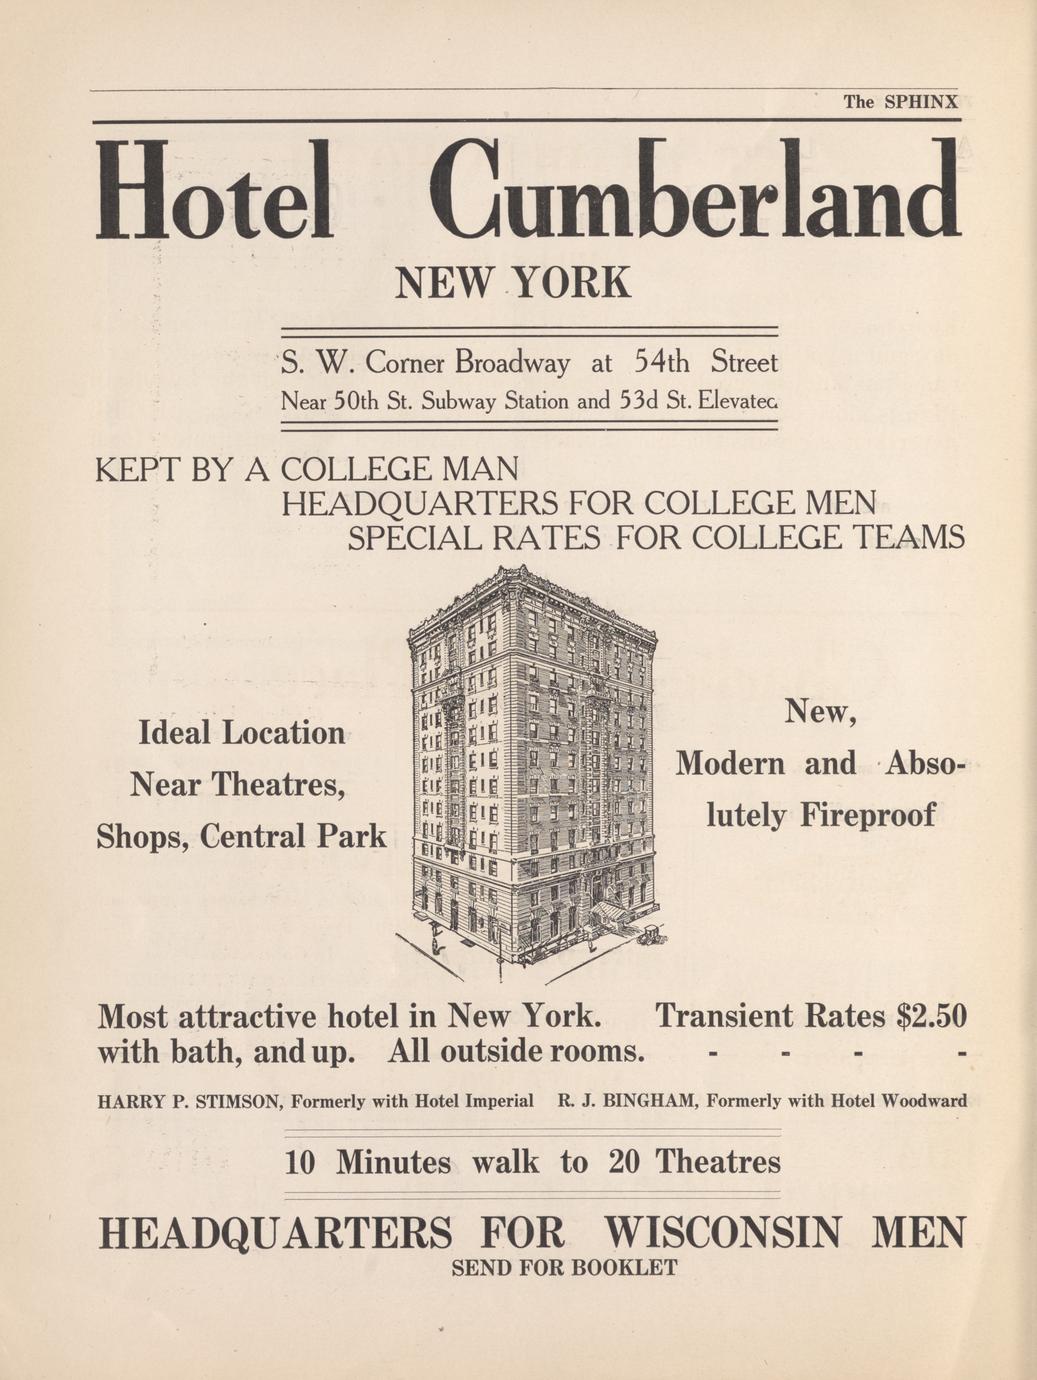 The SPHINX
Hotel Cumberland
NEW YORK
S. W. Corner Broadway at 54th Street
Near 50th St. Subway Station and 53d St. Elevated
KEPT BY A COLLEGE MAN
HEADQUARTERS FOR COLLEGE MEN
SPECIAL RATES FOR COLLEGE TEAMS
Ideal Location
Near Theatres,
Shops, Central Park
New,
Modern and Abso-
lutely Fireproof
Most attractive hotel in New York. Transient Rates $2.50
with bath, and up. All outside rooms. - - - -
HARRY P. STIMSON, Formerly with Hotel Imperial R. J. BINGHAM, Formerly with Hotel Woodward
10 Minutes walk to 20 Theatres
HEADQUARTERS FOR WISCONSIN MEN
SEND FOR BOOKLET